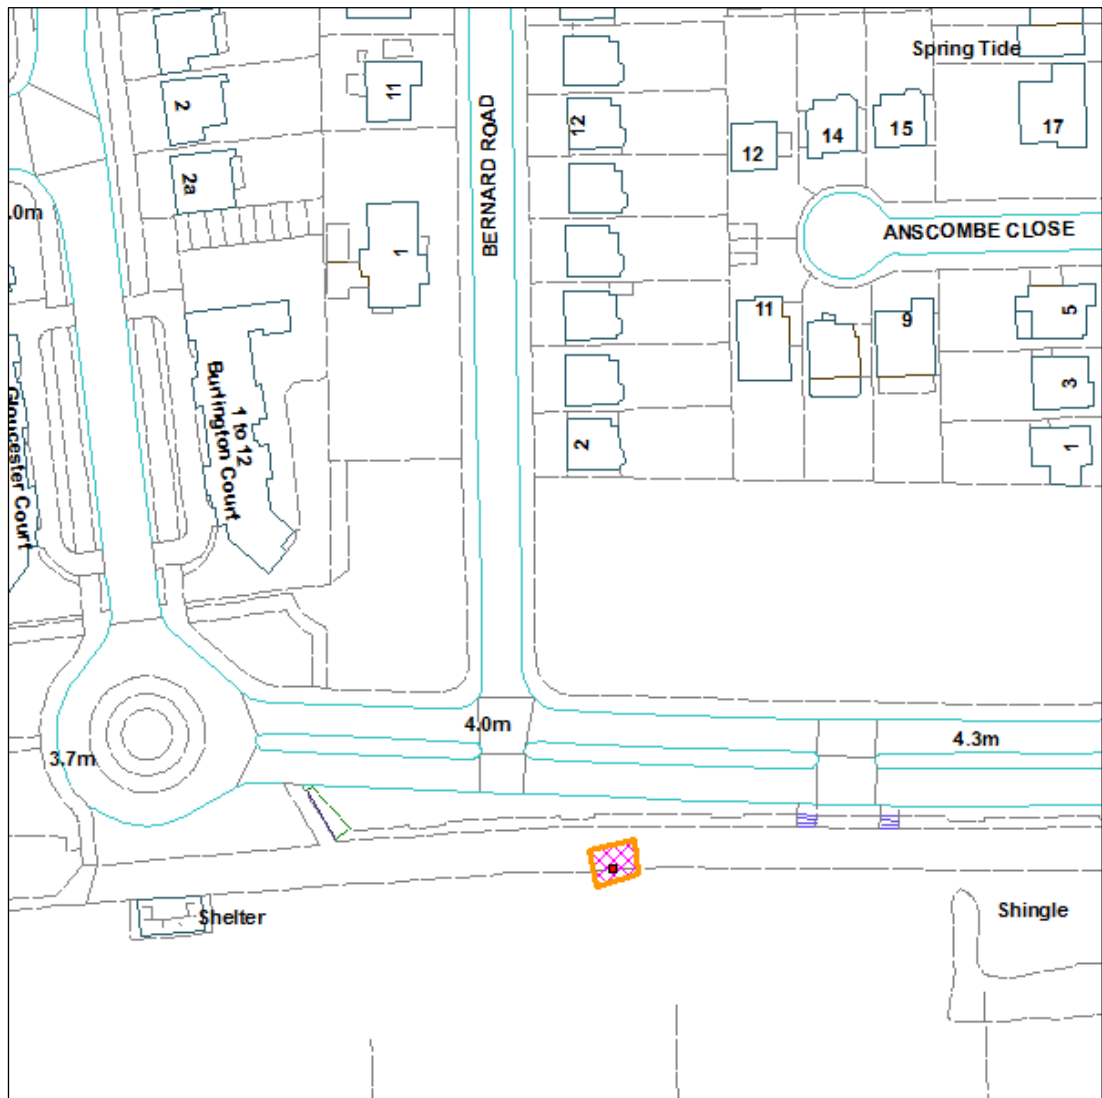 Spring Tide
11
2
12
14
15
17
12
2a
.0m
BERNARD ROAD
ANSCOMBE CLOSE
1
11
9
5
3
1 to 12
Burlington Court
Gloucester Court
2
1
4.0m
4.3m
3.7m
Shelter
Shingle